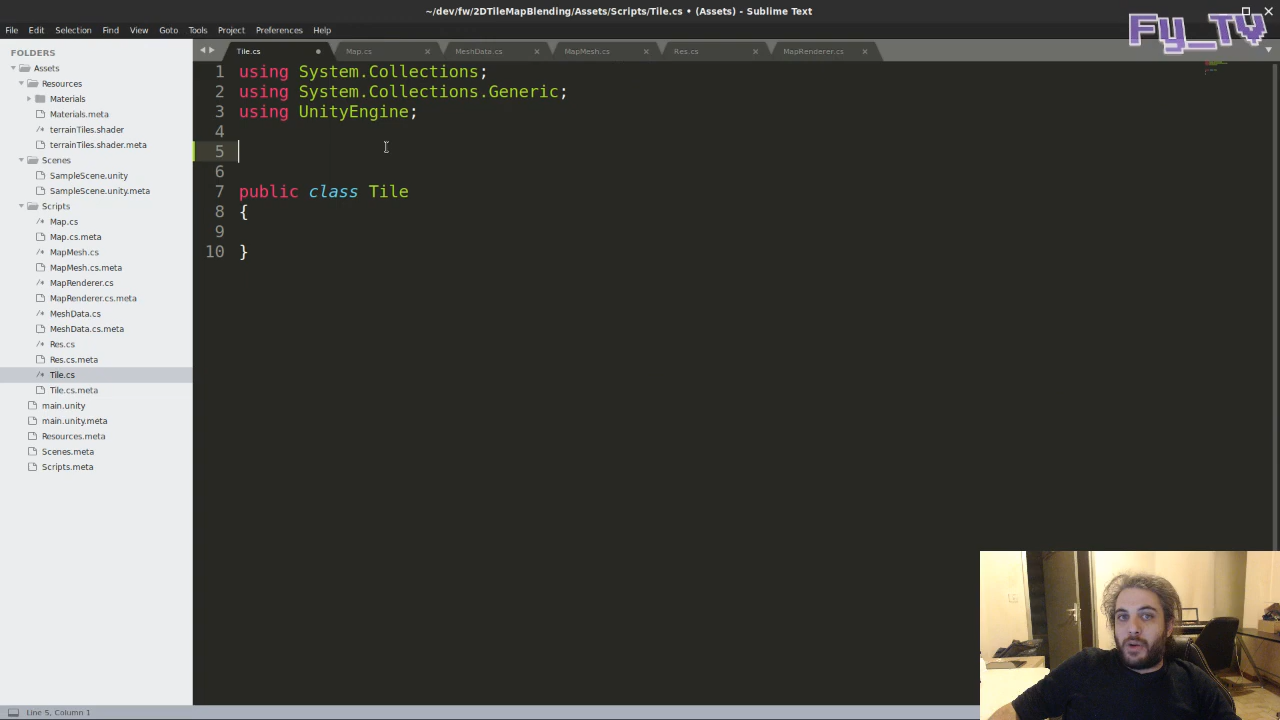 ~/dev/fw/2DTileMapBlending/Assets/Scripts/Tile.cs • (Assets) - Sublime Text
File Edit Selection Find View Goto Tools Project Preferences Help
Fy_TV
FOLDERS
Assets
Resources
Materials
Materials.meta
terrainTiles.shader
terrainTiles.shader.meta
Scenes
SampleScene.unity
SampleScene.unity.meta
Scripts
Map.cs
Map.cs.meta
MapMesh.cs
MapMesh.cs.meta
MapRenderer.cs
MapRenderer.cs.meta
MeshData.cs
MeshData.cs.meta
Res.cs
Res.cs.meta
Tile.cs
Tile.cs.meta
main.unity
main.unity.meta
Resources.meta
Scenes.meta
Scripts.meta
Tile.cs Map.cs MeshData.cs MapMesh.cs Res.cs MapRenderer.cs
1 using System.Collections;
2 using System.Collections.Generic;
3 using UnityEngine;
4
5
6
7 public class Tile
8 {
9
10 }
Line 5, Column 1